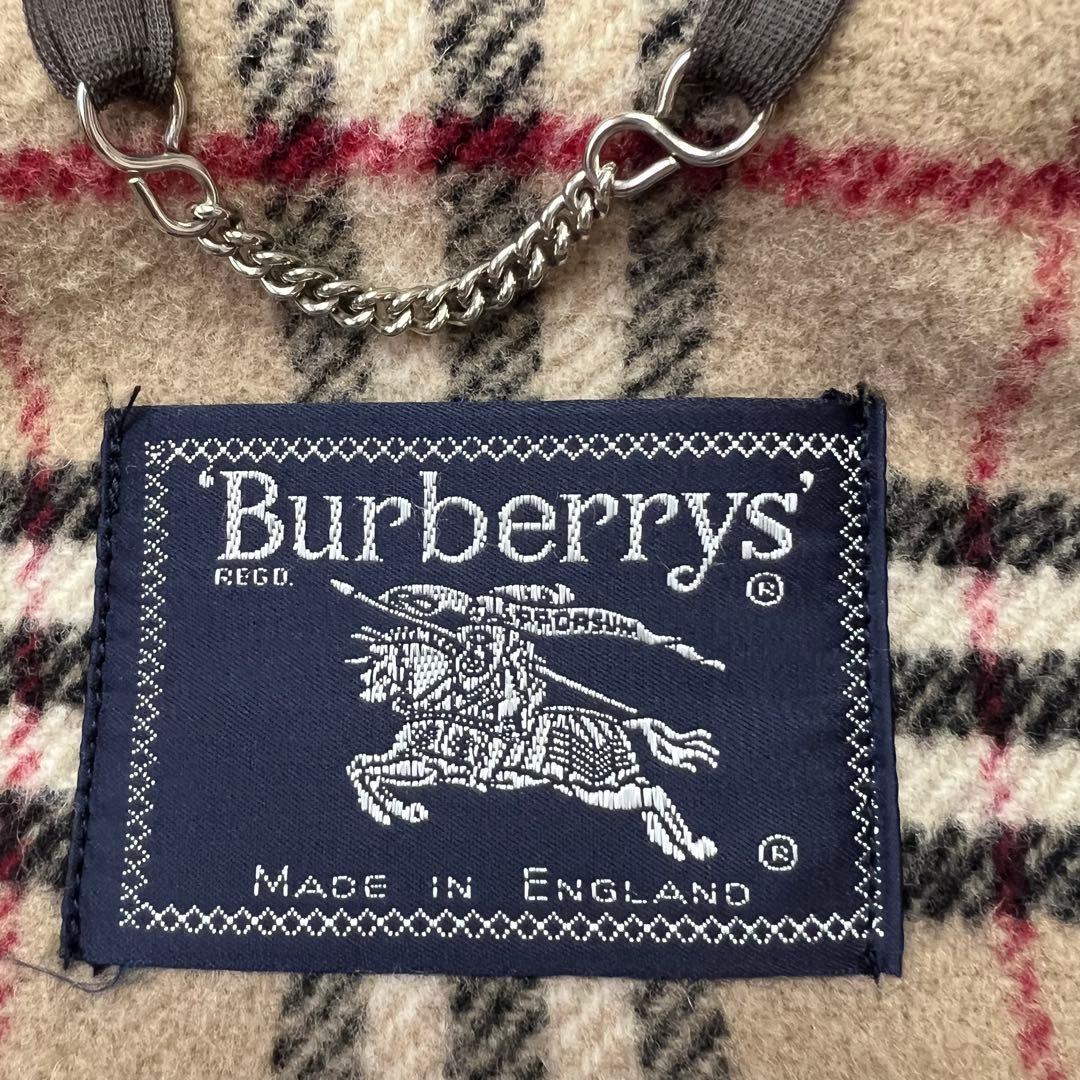 ‘Burberrys’
REGD. ®
PRORSUM
®
MADE IN ENGLAND